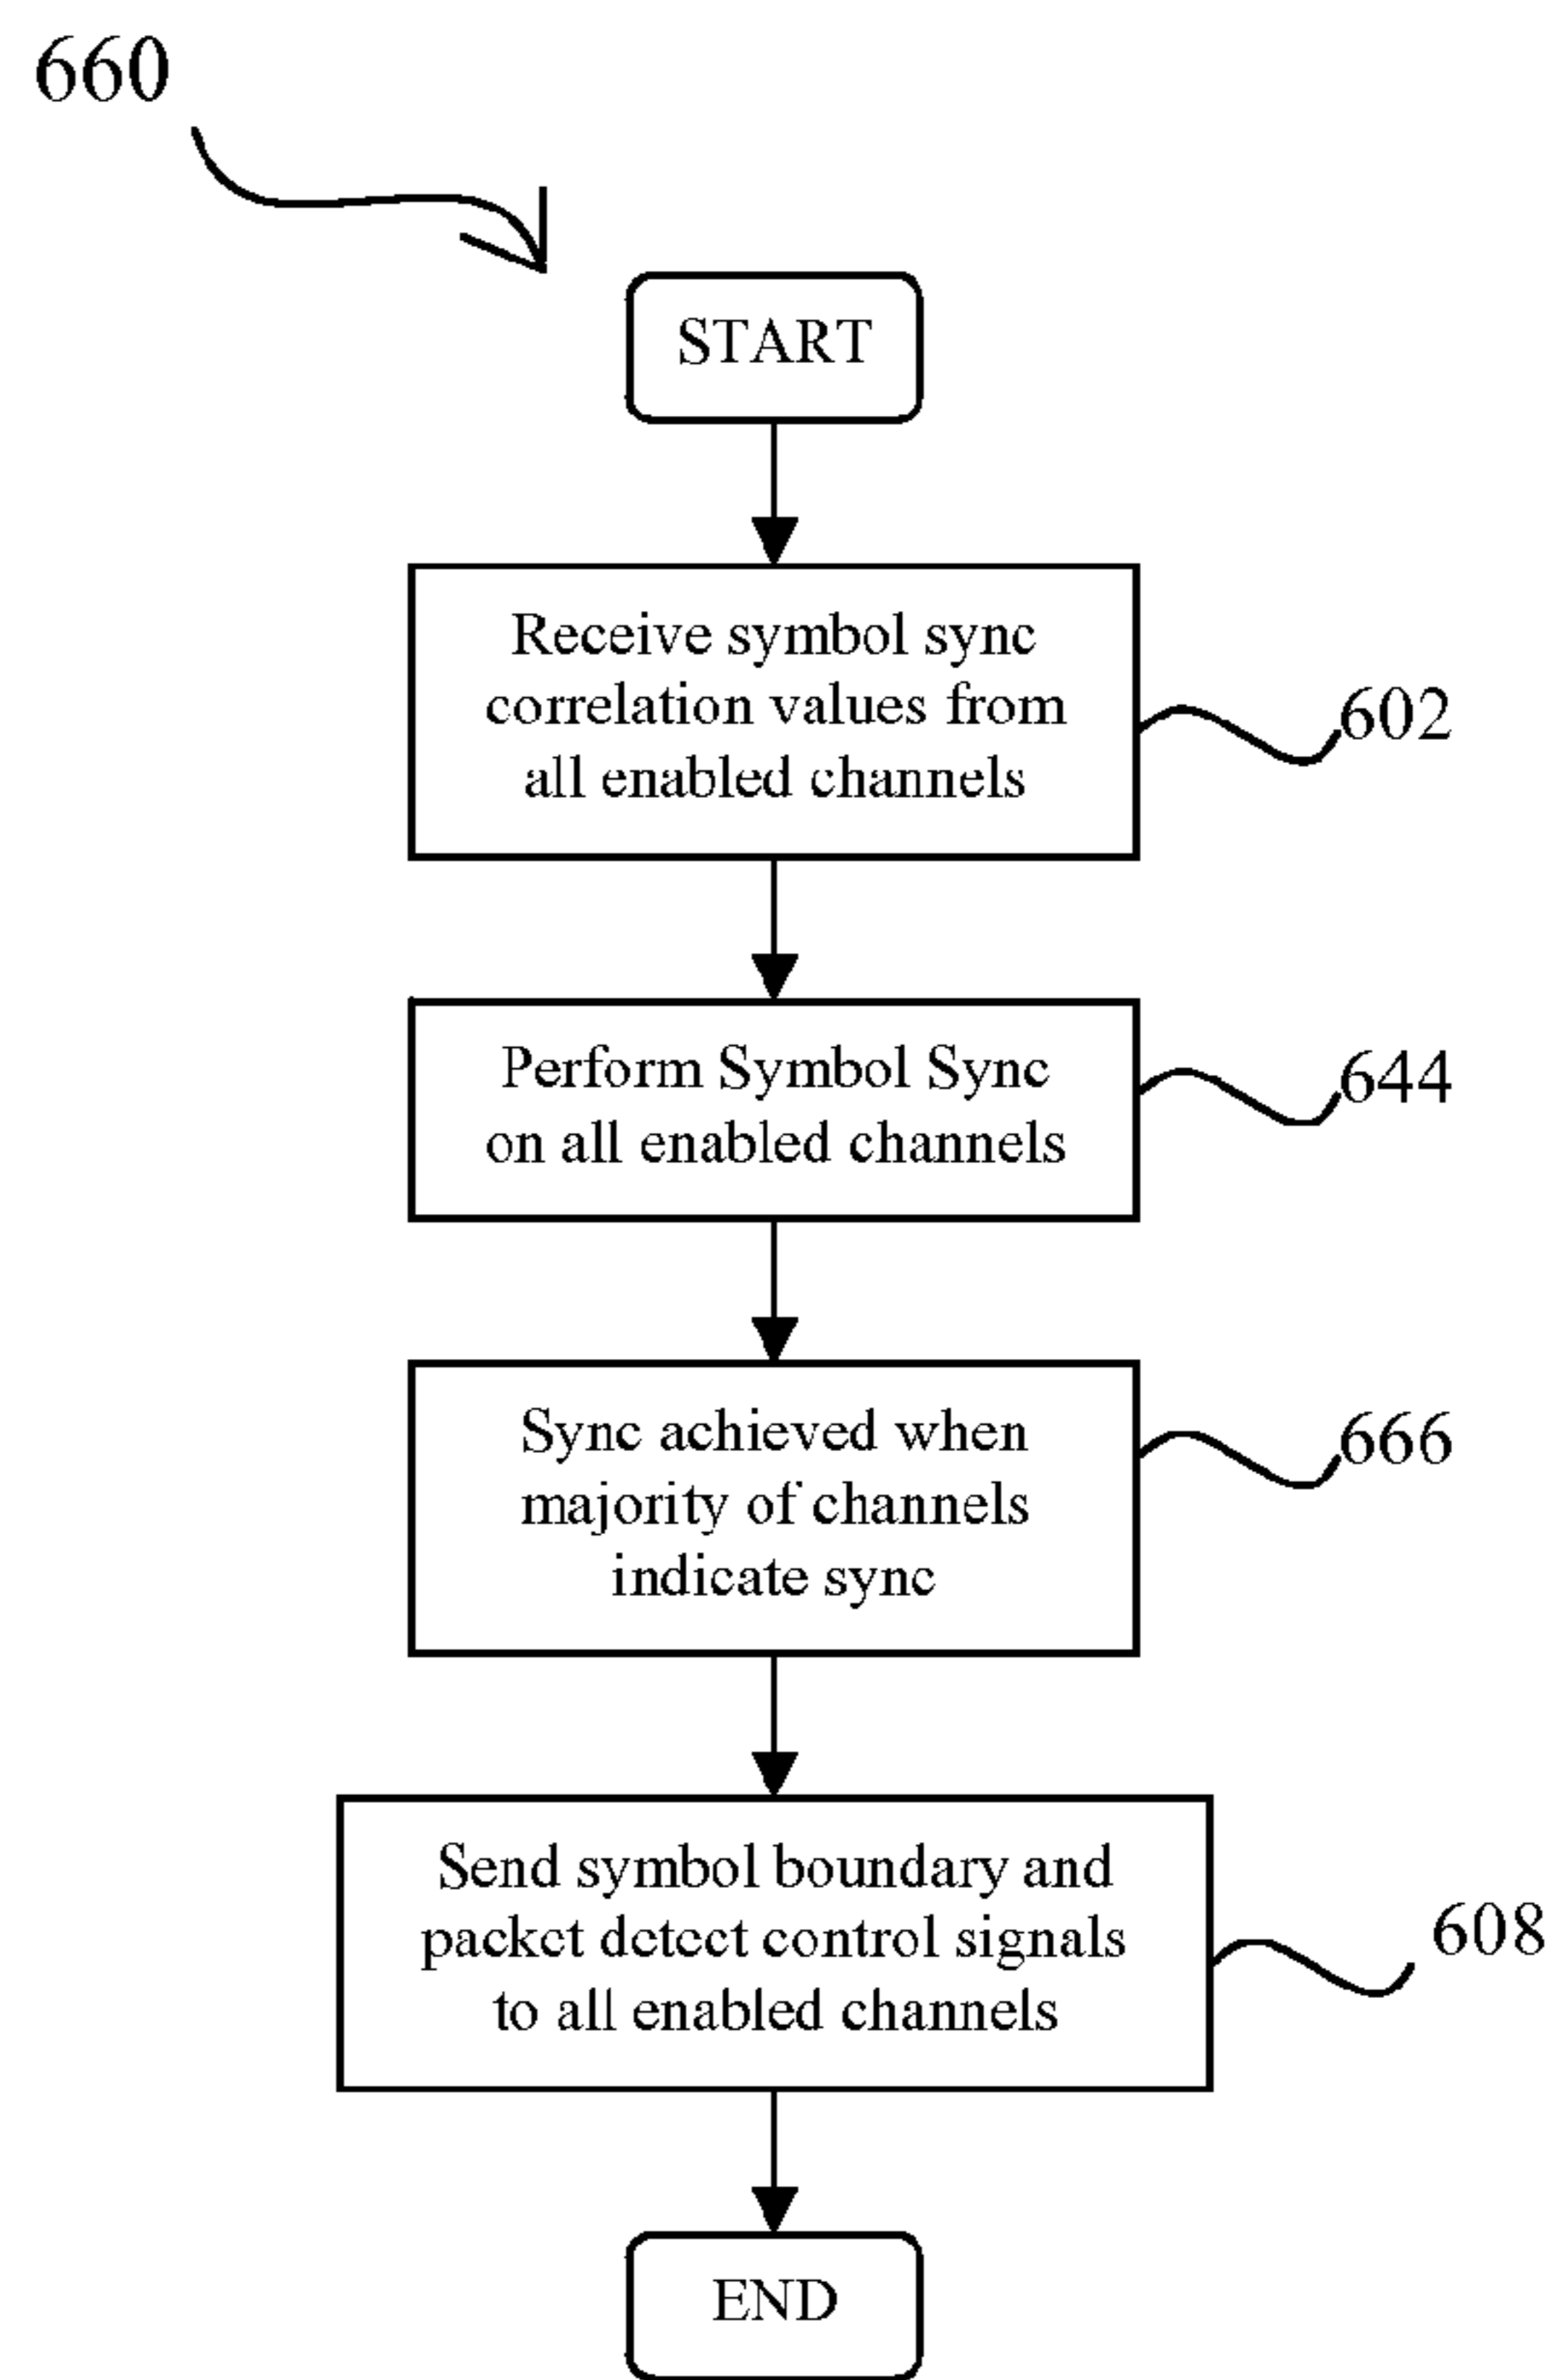 660
START
Receive symbol sync
correlation values from
all enabled channels
602
Perform Symbol Sync
on all enabled channels
644
Sync achieved when
majority of channels
indicate sync
666
Send symbol boundary and
packet detect control signals
to all enabled channels
608
END